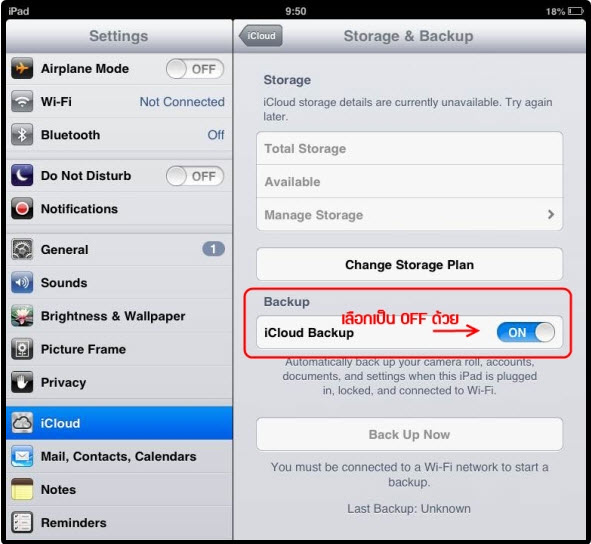 iPad
9:50
18%
Settings
Airplane Mode
OFF
Wi-Fi
Not Connected
Bluetooth
Off
Do Not Disturb
OFF
Notifications
General
1
Sounds
Brightness & Wallpaper
Picture Frame
Privacy
iCloud
Mail, Contacts, Calendars
Notes
Reminders
iCloud
Storage & Backup
Storage
iCloud storage details are currently unavailable. Try again
later.
Total Storage
Available
Manage Storage
Change Storage Plan
Backup
เลือกเป็น OFF ด้วย
iCloud Backup
ON
Automatically back up your camera roll, accounts,
documents, and settings when this iPad is plugged
in, locked, and connected to Wi-Fi.
Back Up Now
You must be connected to a Wi-Fi network to start a
backup.
Last Backup: Unknown